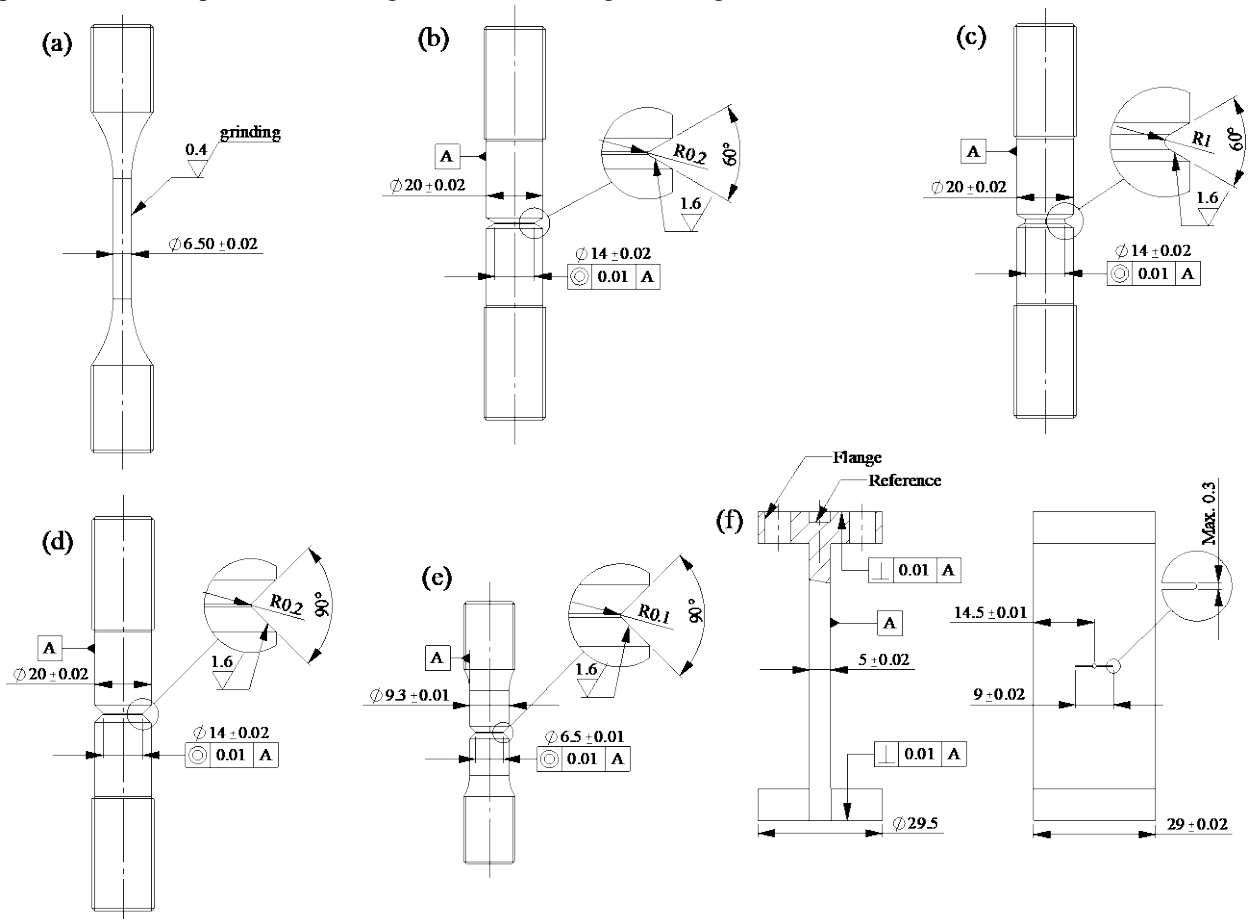 (a)
grinding
0.4
∅6.50 ±0.02
(b)
A
∅20 ±0.02
R0.2
60°
1.6
∅14 ±0.02
◎ 0.01 A
(c)
A
∅20 ±0.02
R1
60°
1.6
∅14 ±0.02
◎ 0.01 A
(d)
A
∅20 ±0.02
R0.2
90°
1.6
∅14 ±0.02
◎ 0.01 A
(e)
A
∅9.3 ±0.01
R0.1
90°
1.6
∅6.5 ±0.01
◎ 0.01 A
(f)
Flange
Reference
⊥ 0.01 A
A
5 ±0.02
⊥ 0.01 A
∅29.5
Max. 0.3
14.5 ±0.01
9 ±0.02
29 ±0.02